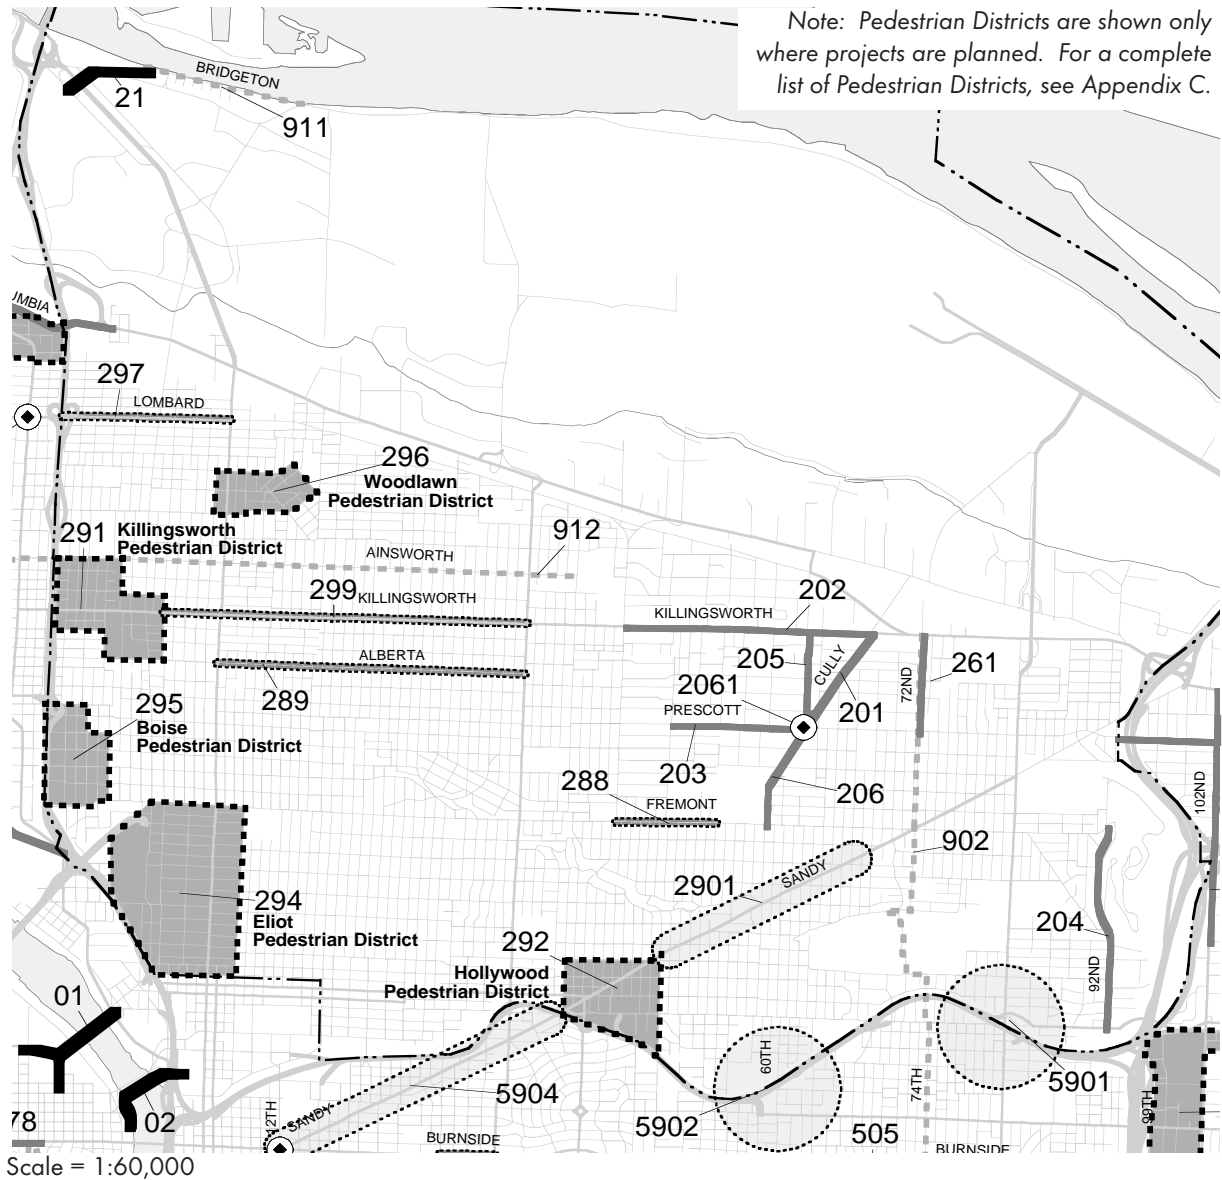 Note: Pedestrian Districts are shown only
where projects are planned. For a complete
list of Pedestrian Districts, see Appendix C.
BRIDGETON
21
911
UMBIA
297
LOMBARD
296
Woodlawn
Pedestrian District
291
Killingsworth
Pedestrian District
912
AINSWORTH
299
KILLINGSWORTH
202
KILLINGSWORTH
ALBERTA
205
CULLY
72ND
261
289
2061
PRESCOTT
201
295
Boise
Pedestrian District
203
288
206
FREMONT
102ND
902
SANDY
2901
294
Eliot
Pedestrian District
292
204
Hollywood
Pedestrian District
92ND
01
60TH
5901
74TH
5904
99TH
12TH
SANDY
78
02
5902
505
BURNSIDE
BURNSIDE
Scale = 1:60,000